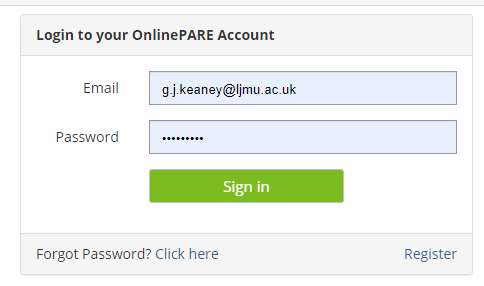 Login to your OnlinePARE Account
Email g.j.keaney@ljmu.ac.uk
Password •••••••••
Sign in
Forgot Password? Click here Register